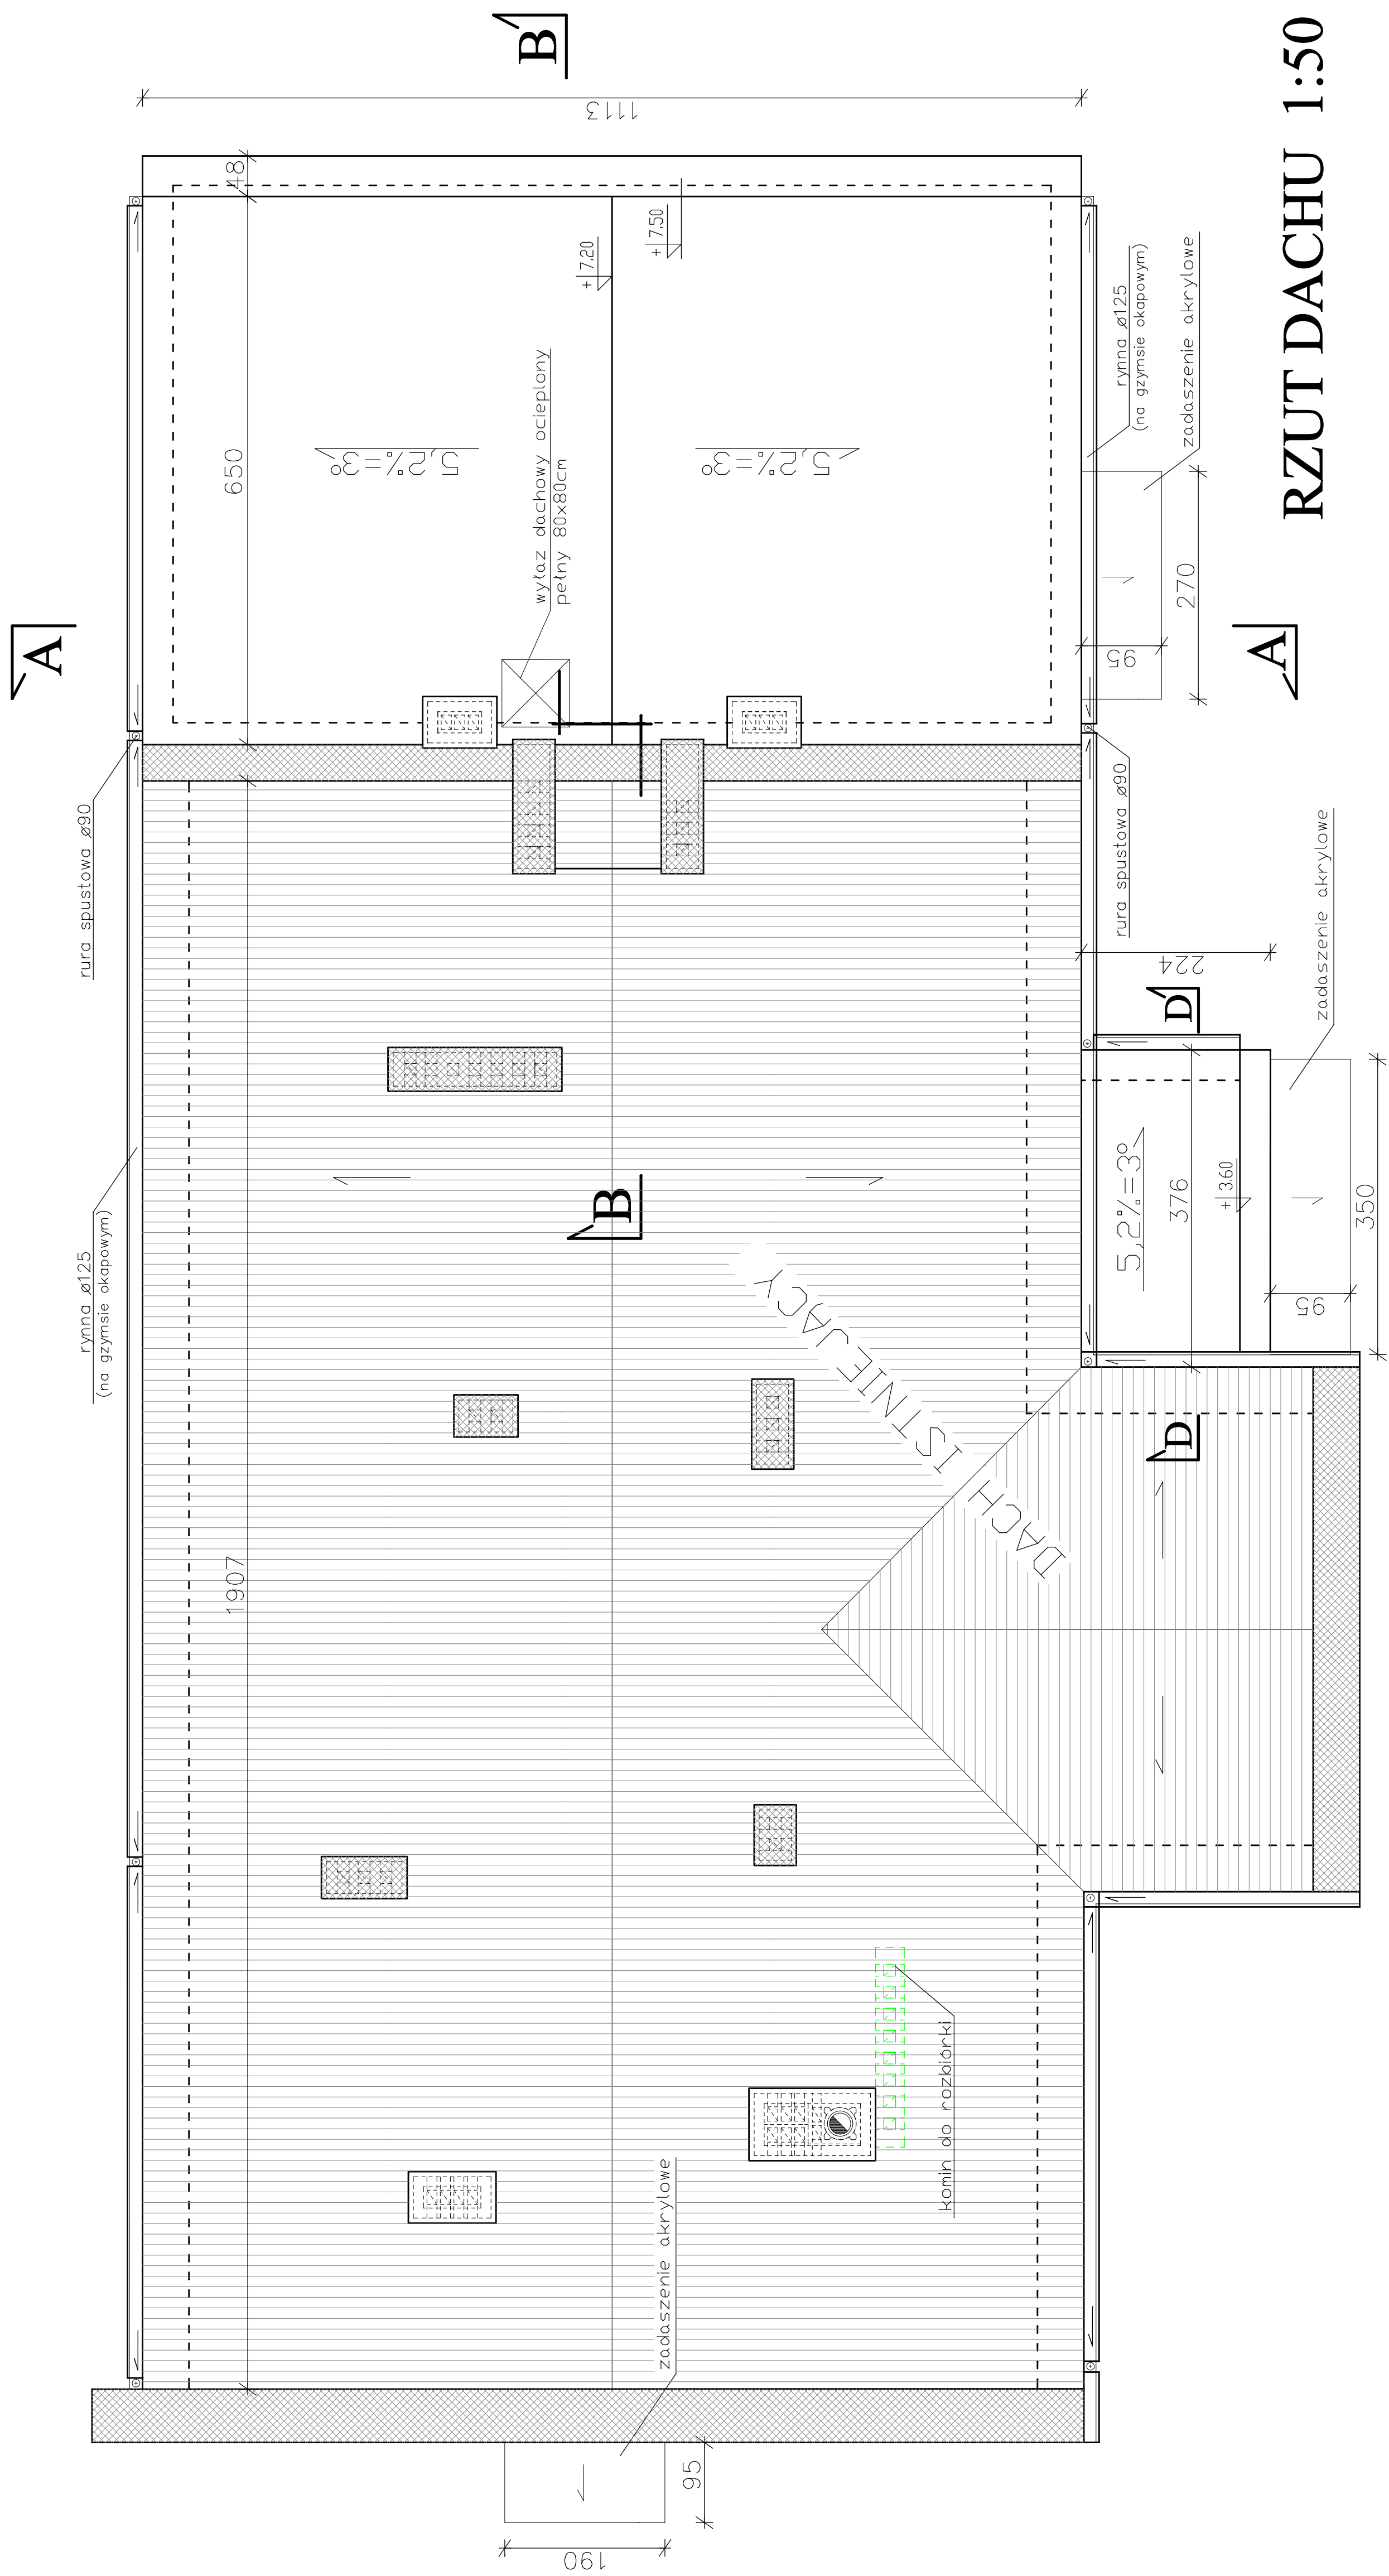 B
1113
48
650
+ 7.20
+ 7.50
5,2%=3°
5,2%=3°
wyłaz dachowy ocieplony
pełny 80x80cm
A
A
rynna ø125
(na gzymsie okapowym)
zadaszenie akrylowe
270
95
RZUT DACHU 1:50
rura spustowa ø90
rura spustowa ø90
zadaszenie akrylowe
224
D
5,2%=3°
376
+ 3.60
350
95
D
rynna ø125
(na gzymsie okapowym)
B
DACH ISTNIEJĄCY
1907
komin do rozbiórki
zadaszenie akrylowe
95
190